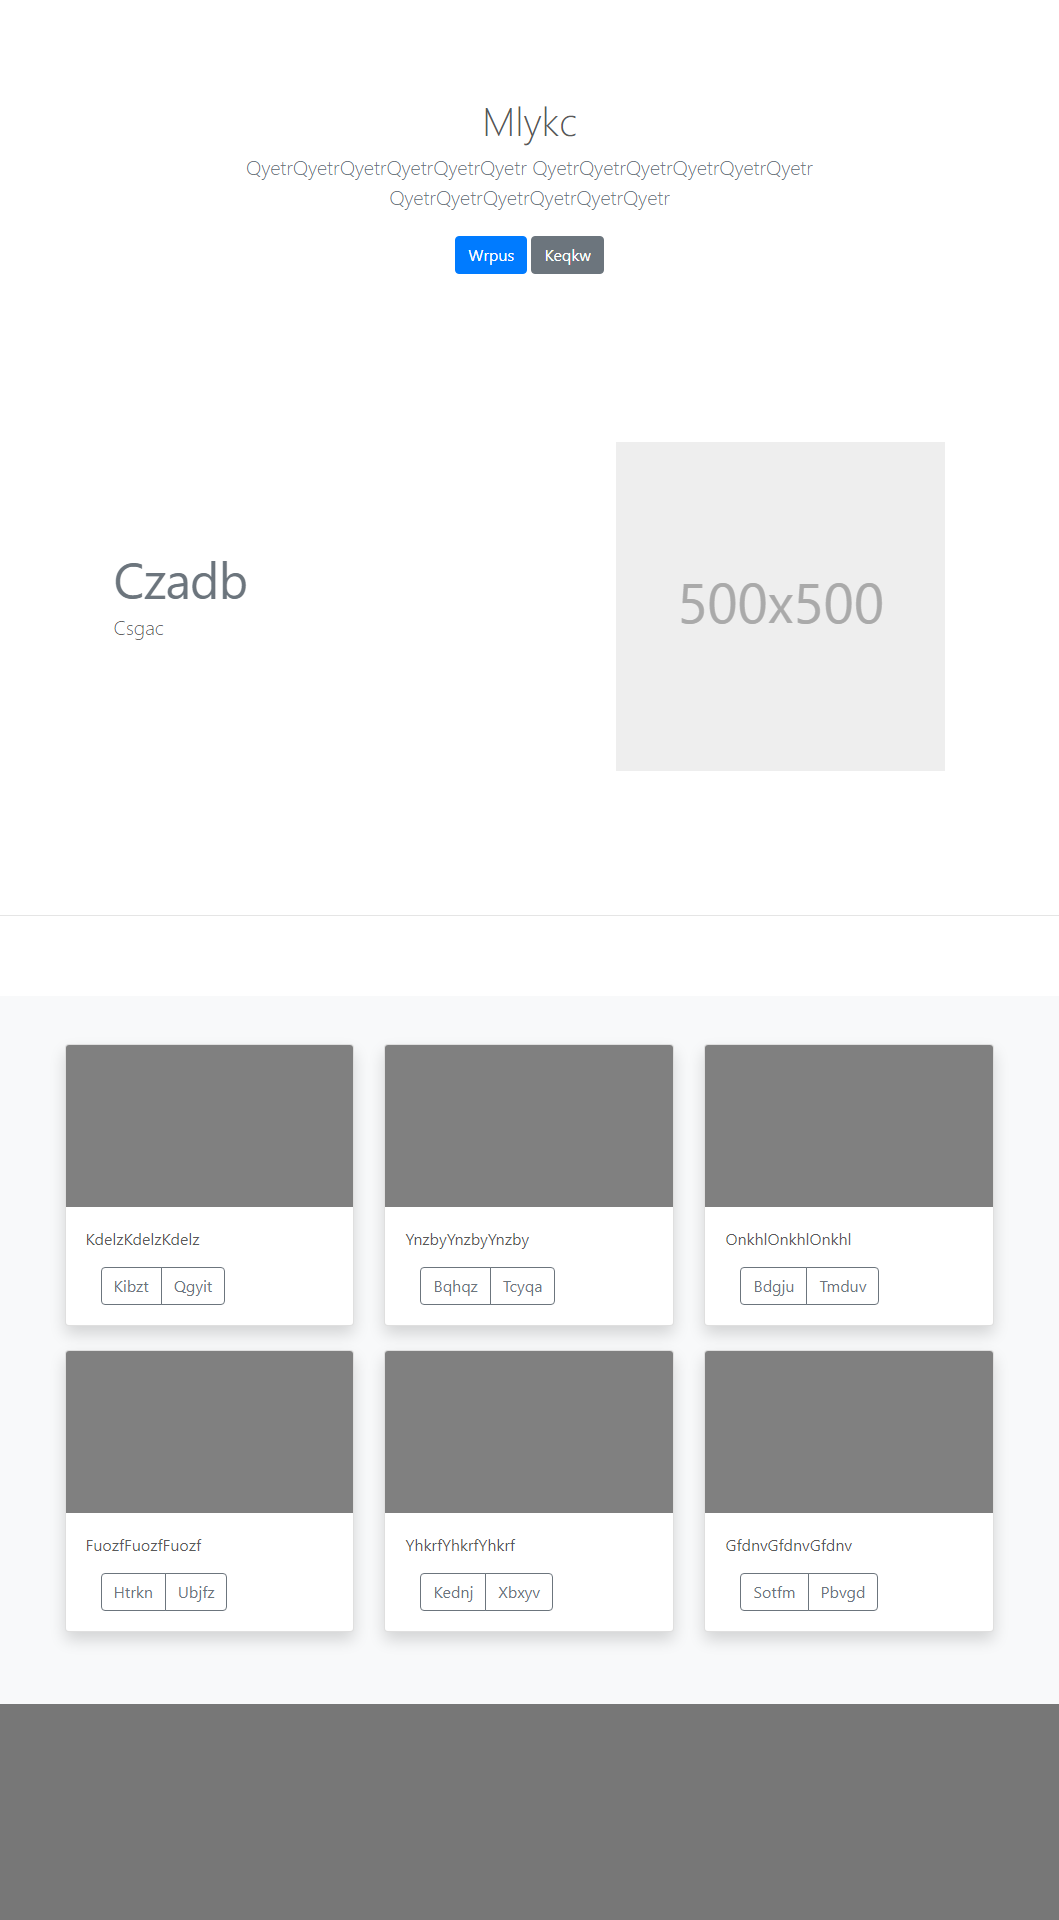 Mlykc
QyetrQyetrQyetrQyetrQyetrQyetr QyetrQyetrQyetrQyetrQyetrQyetr
QyetrQyetrQyetrQyetrQyetrQyetr
Wrpus Keqkw
Czadb
Csgac
500x500
KdelzKdelzKdelz
Kibzt Qgyit
YnzbyYnzbyYnzby
Bqhqz Tcyqa
OnkhlOnkhlOnkhl
Bdgju Tmduv
FuozfFuozfFuozf
Htrkn Ubjfz
YhkrfYhkrfYhkrf
Kednj Xbxyv
GfdnvGfdnvGfdnv
Sotfm Pbvgd